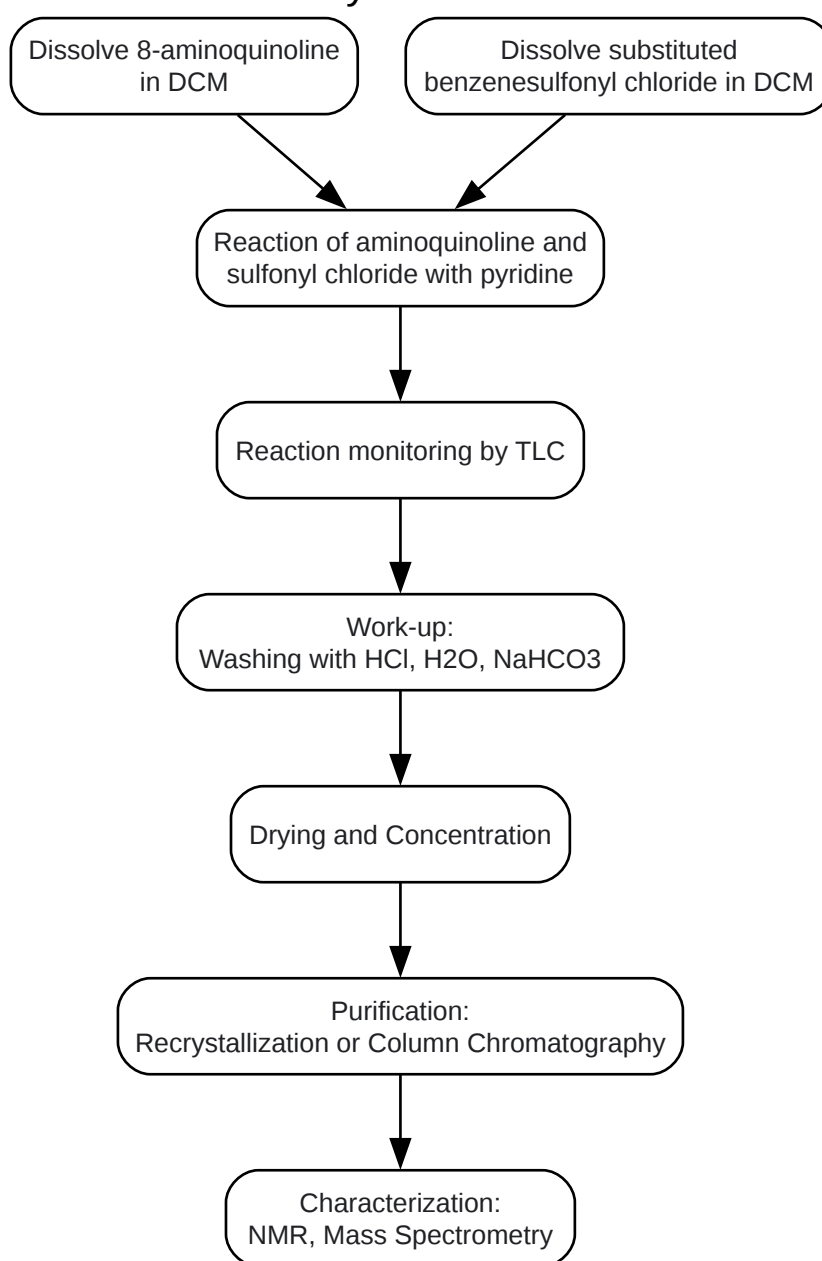 Dissolve 8-aminoquinoline
in DCM
Dissolve substituted
benzenesulfonyl chloride in DCM
Reaction of aminoquinoline and
sulfonyl chloride with pyridine
Reaction monitoring by TLC
Work-up:
Washing with HCl, H2O, NaHCO3
Drying and Concentration
Purification:
Recrystallization or Column Chromatography
Characterization:
NMR, Mass Spectrometry